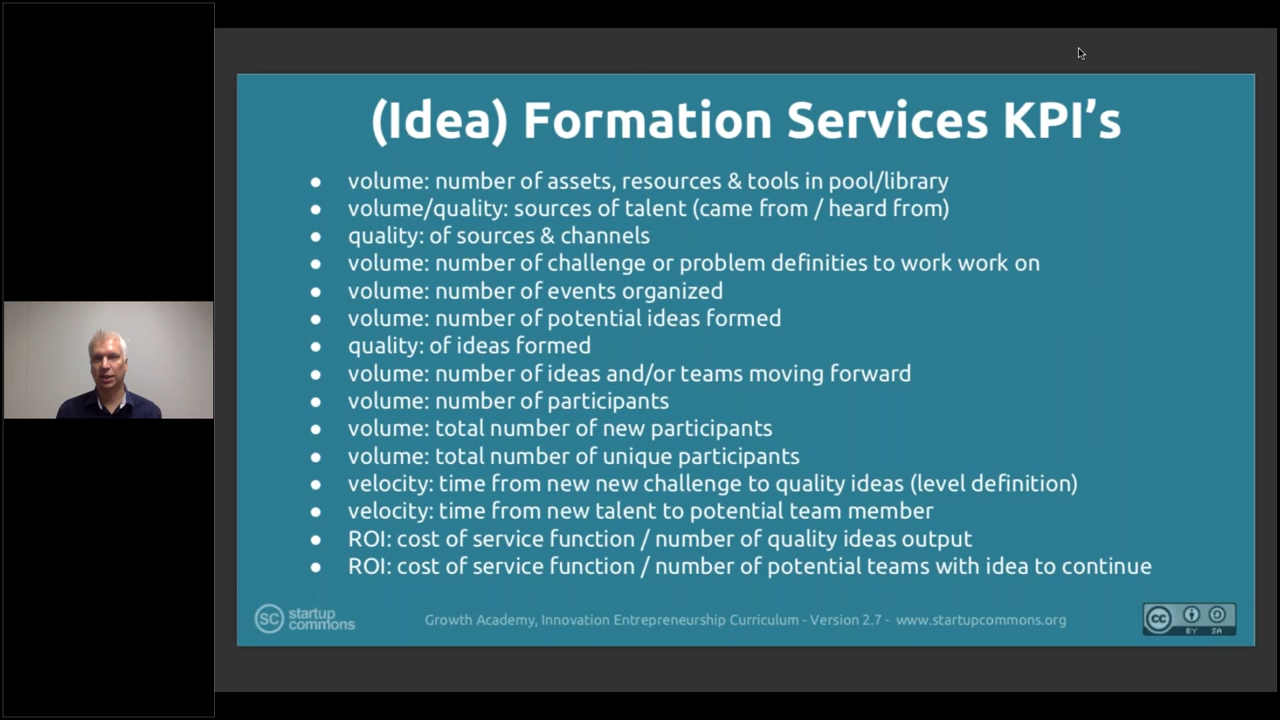 (Idea) Formation Services KPI's
● volume: number of assets, resources & tools in pool/library
● volume/quality: sources of talent (came from / heard from)
● quality: of sources & channels
● volume: number of challenge or problem definities to work work on
● volume: number of events organized
● volume: number of potential ideas formed
● quality: of ideas formed
● volume: number of ideas and/or teams moving forward
● volume: number of participants
● volume: total number of new participants
● volume: total number of unique participants
● velocity: time from new new challenge to quality ideas (level definition)
● velocity: time from new talent to potential team member
● ROI: cost of service function / number of quality ideas output
● ROI: cost of service function / number of potential teams with idea to continue
SC startup
commons
Growth Academy, Innovation Entrepreneurship Curriculum - Version 2.7 - www.startupcommons.org
cc
BY SA